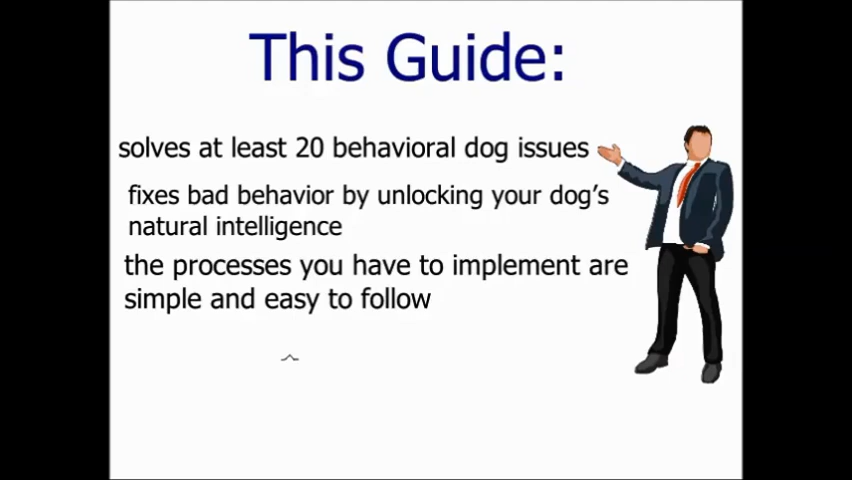 This Guide:
solves at least 20 behavioral dog issues
fixes bad behavior by unlocking your dog's
natural intelligence
the processes you have to implement are
simple and easy to follow